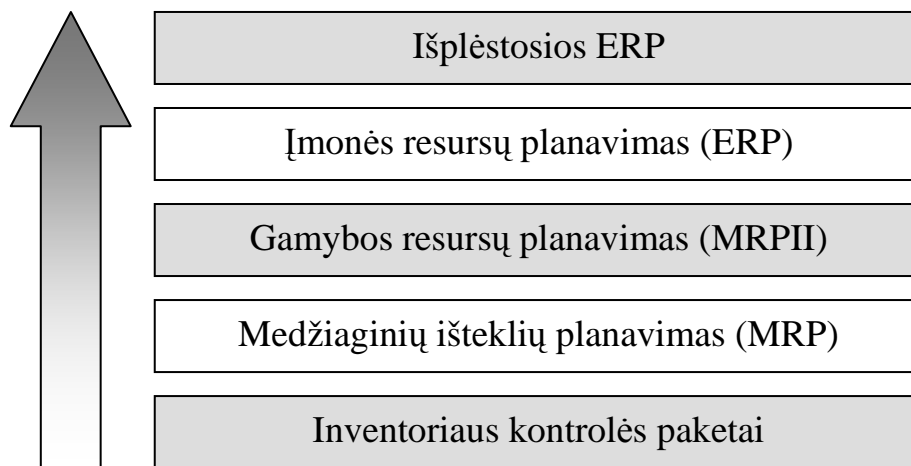 Išplėstosios ERP
Įmonės resursų planavimas (ERP)
Gamybos resursų planavimas (MRPII)
Medžiaginių išteklių planavimas (MRP)
Inventoriaus kontrolės paketai